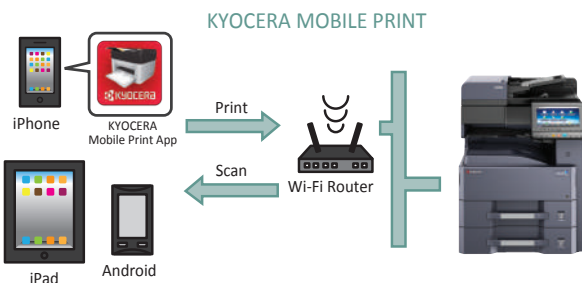 KYOCERA MOBILE PRINT
KYOCERA
iPhone
KYOCERA
Mobile Print App
Print
Scan
Wi-Fi Router
iPad
Android